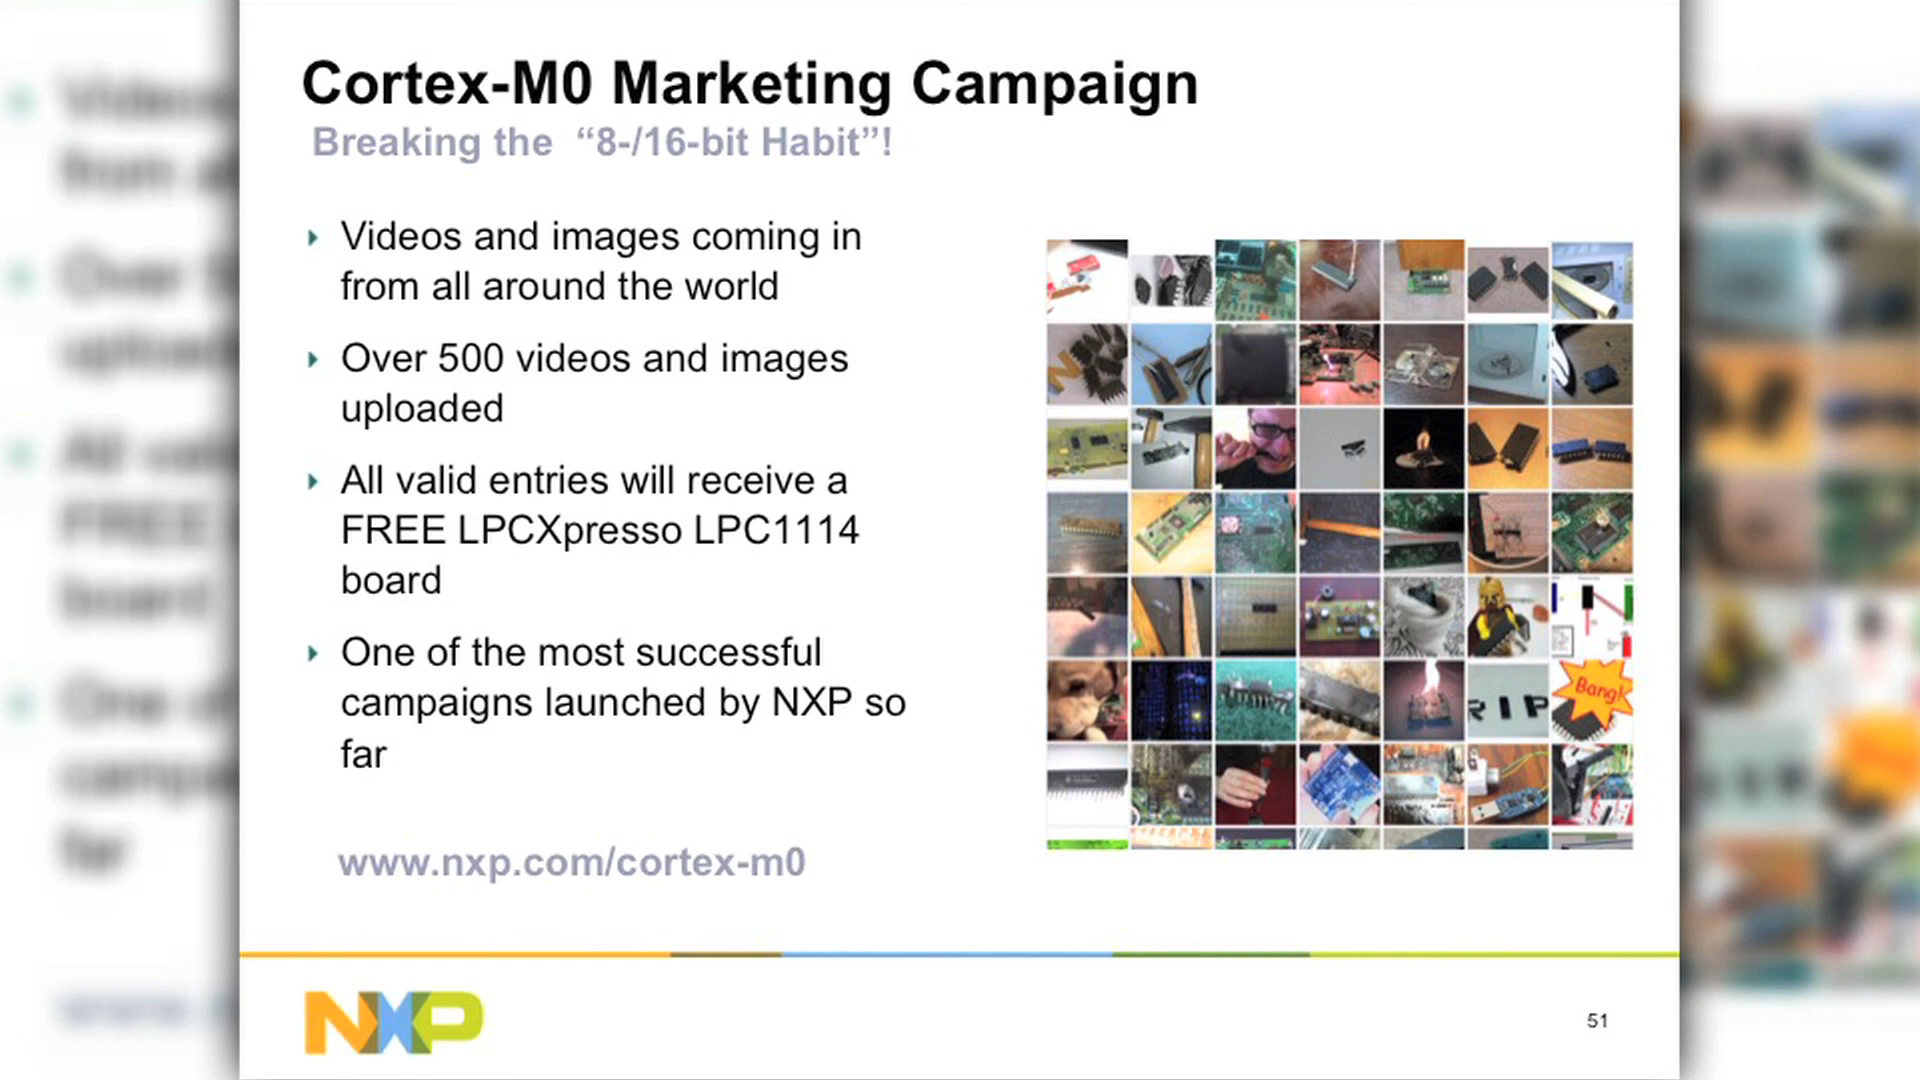 Cortex-M0 Marketing Campaign
Breaking the “8-/16-bit Habit”!
Videos and images coming in
from all around the world
Over 500 videos and images
uploaded
All valid entries will receive a
FREE LPCXpresso LPC1114
board
One of the most successful
campaigns launched by NXP so
far
www.nxp.com/cortex-m0
RIP
Bang!
NXP
51